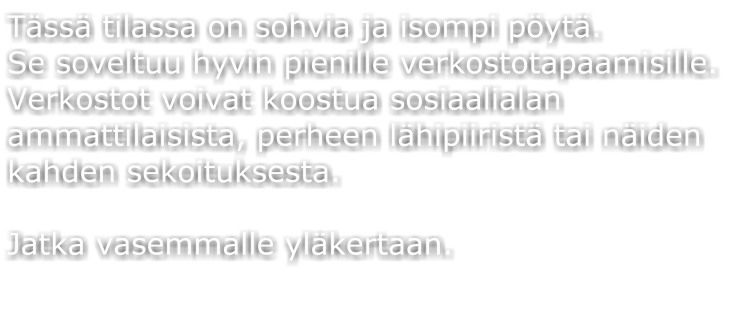 Tässä tilassa on sohvia ja isompi pöytä.
Se soveltuu hyvin pienille verkostotapaamisille.
Verkostot voivat koostua sosiaalialan
ammattilaisista, perheen lähipiiristä tai näiden
kahden sekoituksesta.

Jatka vasemmalle yläkertaan.